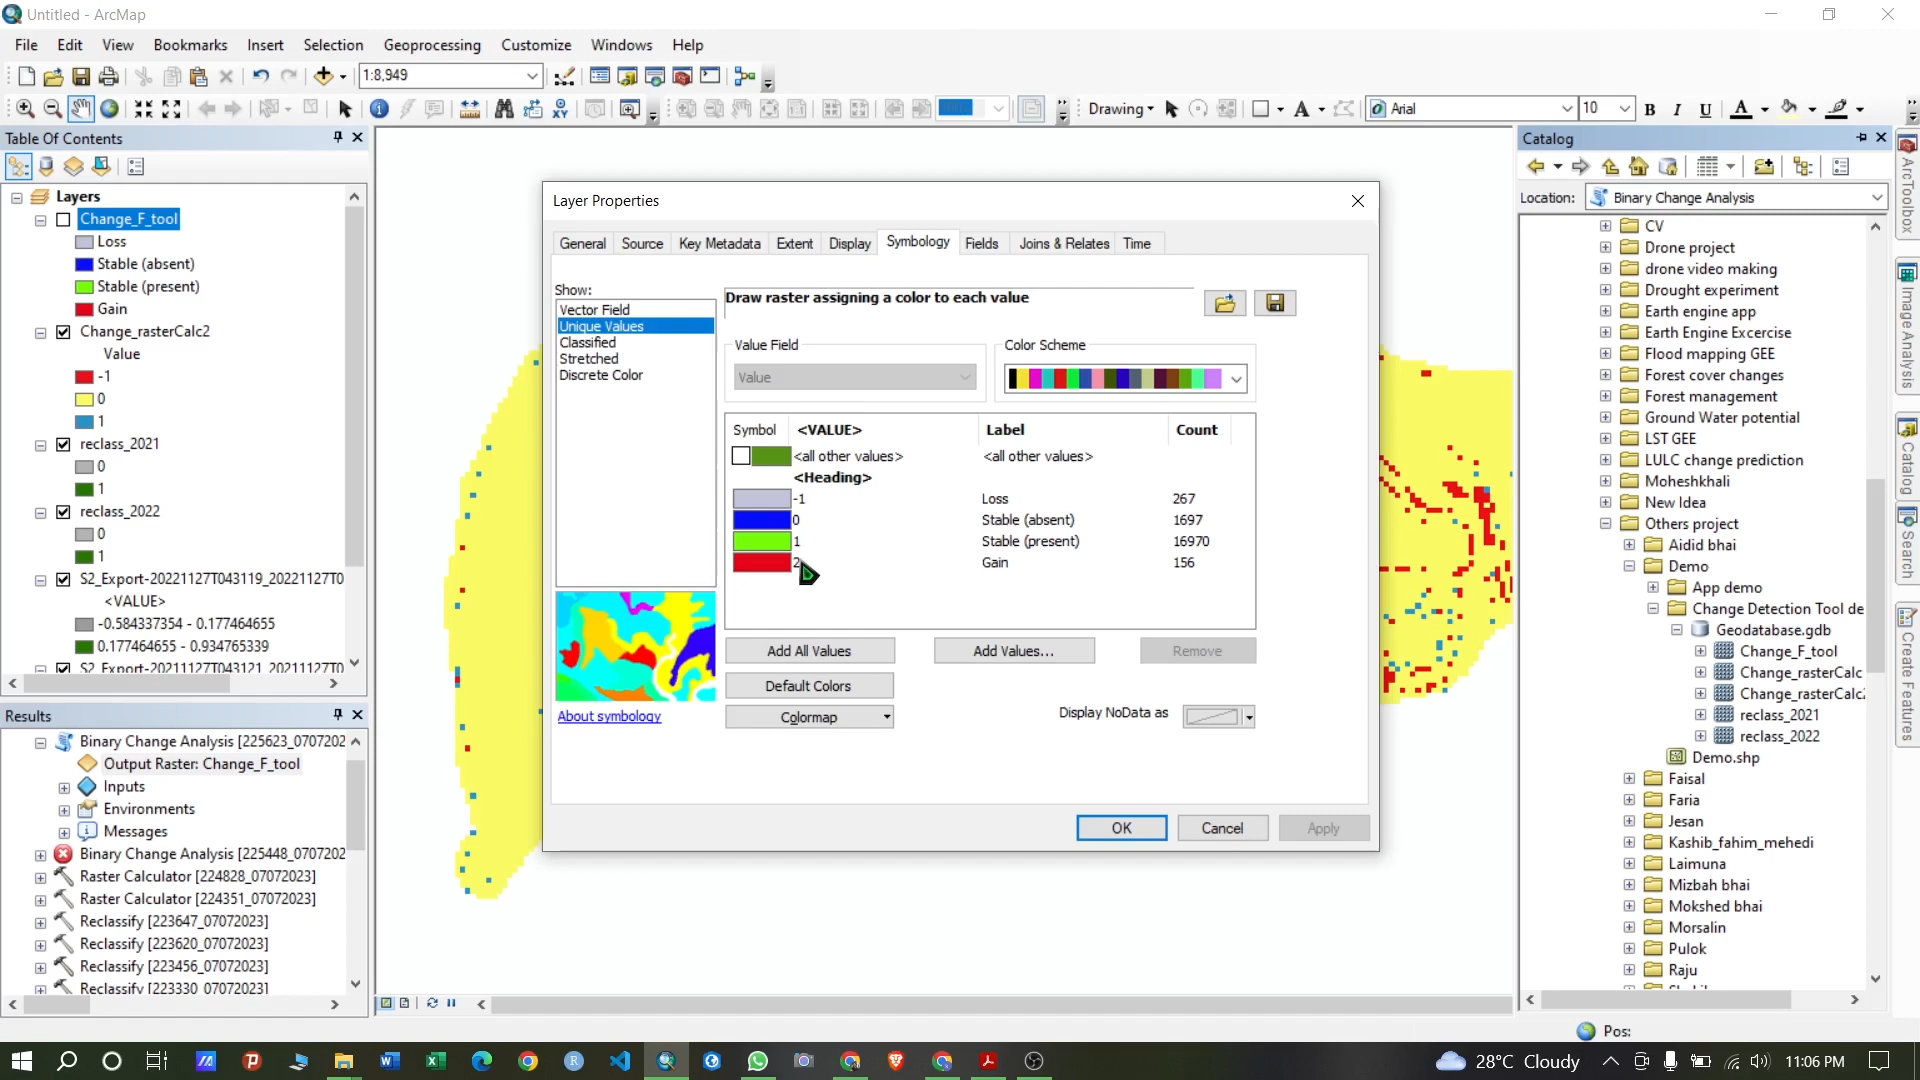 Untitled - ArcMap
File Edit View Bookmarks Insert Selection Geoprocessing Customize Windows Help
1:8,949
Drawing
Arial
10
B I U A
Table Of Contents
Layers
Change_F_tool
Loss
Stable (absent)
Stable (present)
Gain
Change_rasterCalc2
Value
-1
0
1
reclass_2021
0
1
reclass_2022
0
1
S2_Export-20221127T043119_20221127T0
<VALUE>
-0.584337354 - 0.177464655
0.177464655 - 0.934765339
S2_Export-20211127T043121_20211127T0
Results
Binary Change Analysis [225623_0707202
Output Raster: Change_F_tool
Inputs
Environments
Messages
Binary Change Analysis [225448_0707202
Raster Calculator [224828_07072023]
Raster Calculator [224351_07072023]
Reclassify [223647_07072023]
Reclassify [223620_07072023]
Reclassify [223456_07072023]
Reclassify [223330_07072023]
Layer Properties
General Source Key Metadata Extent Display Symbology Fields Joins & Relates Time
Show:
Vector Field
Unique Values
Classified
Stretched
Discrete Color
About symbology
Draw raster assigning a color to each value
Value Field
Value
Color Scheme
Symbol <VALUE> Label Count
<all other values> <all other values>
<Heading>
-1 Loss 267
0 Stable (absent) 1697
1 Stable (present) 16970
2 Gain 156
Add All Values
Add Values...
Remove
Default Colors
Colormap
Display NoData as
OK
Cancel
Apply
Catalog
Location: Binary Change Analysis
CV
Drone project
drone video making
Drought experiment
Earth engine app
Earth Engine Excercise
Flood mapping GEE
Forest cover changes
Forest management
Ground Water potential
LST GEE
LULC change prediction
Moheshkhali
New Idea
Others project
Aidid bhai
Demo
App demo
Change Detection Tool de
Geodatabase.gdb
Change_F_tool
Change_rasterCalc
Change_rasterCalc2
reclass_2021
reclass_2022
Demo.shp
Faisal
Faria
Jesan
Kashib_fahim_mehedi
Laimuna
Mizbah bhai
Mokshed bhai
Morsalin
Pulok
Raju
ArcToolbox
Image Analysis
Catalog
Search
Create Features
Pos:
28°C Cloudy
11:06 PM